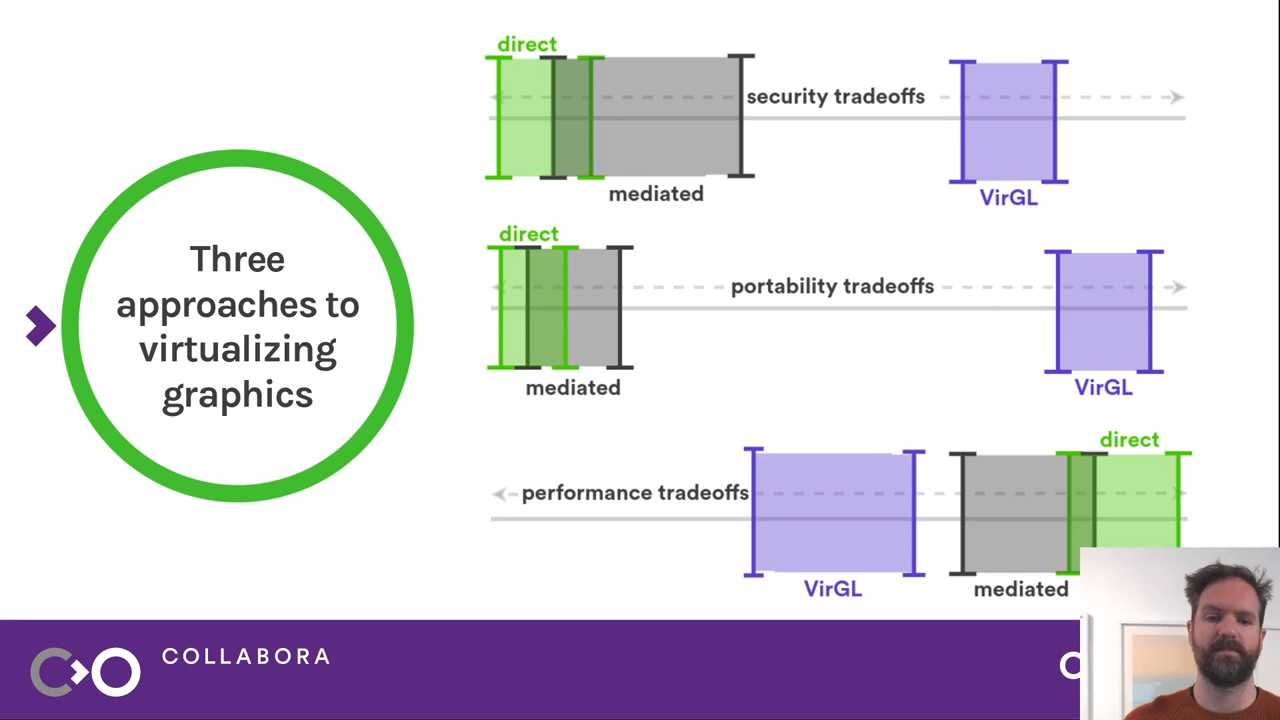 Three
approaches to
virtualizing
graphics
direct
security tradeoffs
mediated
VirGL
direct
portability tradeoffs
mediated
VirGL
direct
performance tradeoffs
VirGL
mediated
COLLABORA